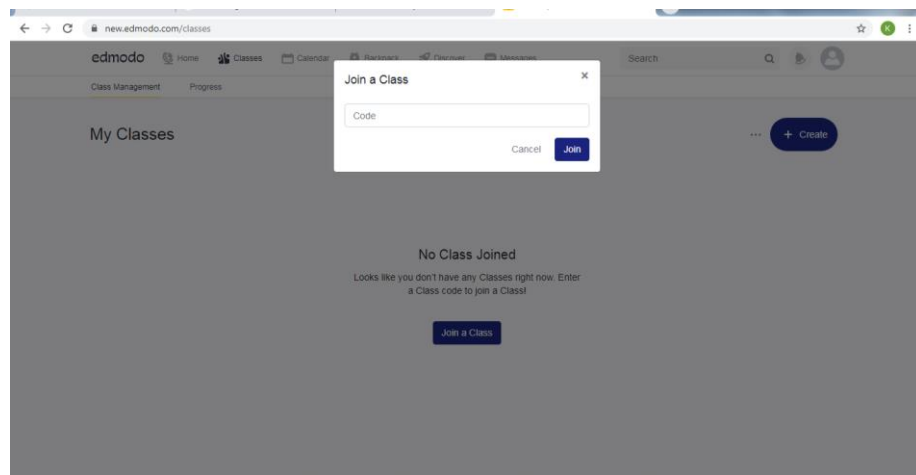 new.edmodo.com/classes
K
edmodo Home Classes Calendar Backpack Discover Messages Search
Class Management Progress
Join a Class ×
Code
Cancel Join
My Classes ... + Create
No Class Joined
Looks like you don't have any Classes right now. Enter
a Class code to join a Class!
Join a Class